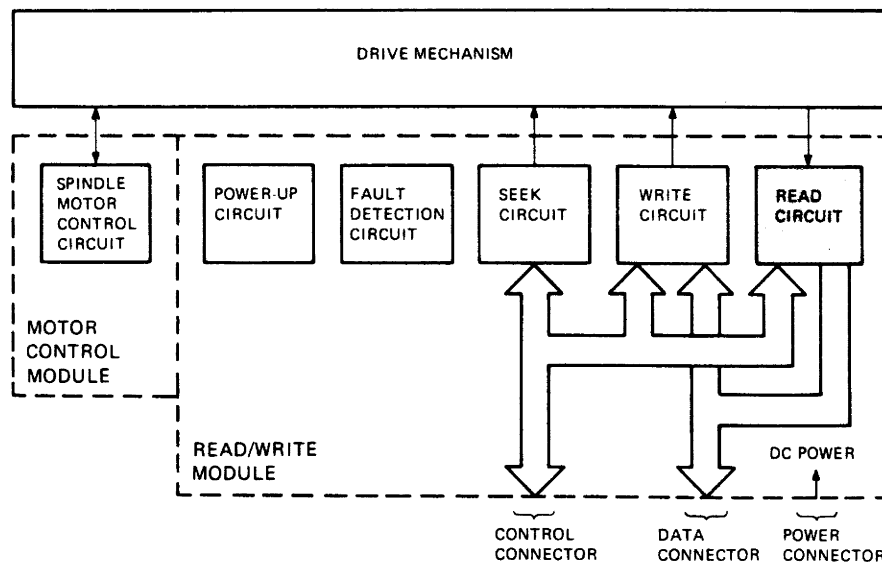 DRIVE MECHANISM
SPINDLE
MOTOR
CONTROL
CIRCUIT
POWER-UP
CIRCUIT
FAULT
DETECTION
CIRCUIT
SEEK
CIRCUIT
WRITE
CIRCUIT
READ
CIRCUIT
MOTOR
CONTROL
MODULE
READ/WRITE
MODULE
DC POWER
CONTROL
CONNECTOR
DATA
CONNECTOR
POWER
CONNECTOR